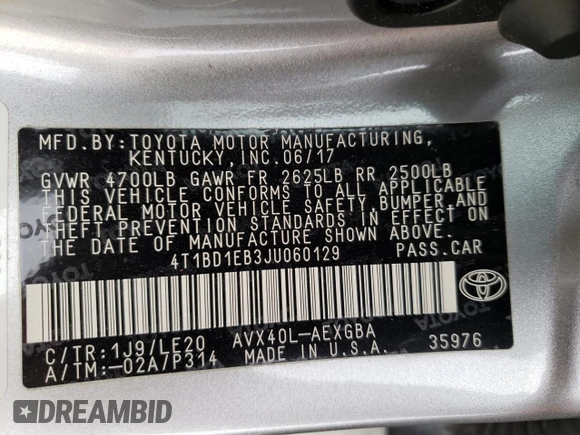 MFD.BY:TOYOTA MOTOR MANUFACTURING,
KENTUCKY,INC.06/17
GVWR 4700LB GAWR FR 2625LB RR 2500LB
THIS VEHICLE CONFORMS TO ALL APPLICABLE
FEDERAL MOTOR VEHICLE SAFETY,BUMPER,AND
THEFT PREVENTION STANDARDS IN EFFECT ON
THE DATE OF MANUFACTURE SHOWN ABOVE.
4T1BD1EB3JU060129 PASS.CAR
C/TR:1J9/LE20 AVX40L-AEXGBA
A/TM:-02A/P314 MADE IN U.S.A. 35976
DREAMBID